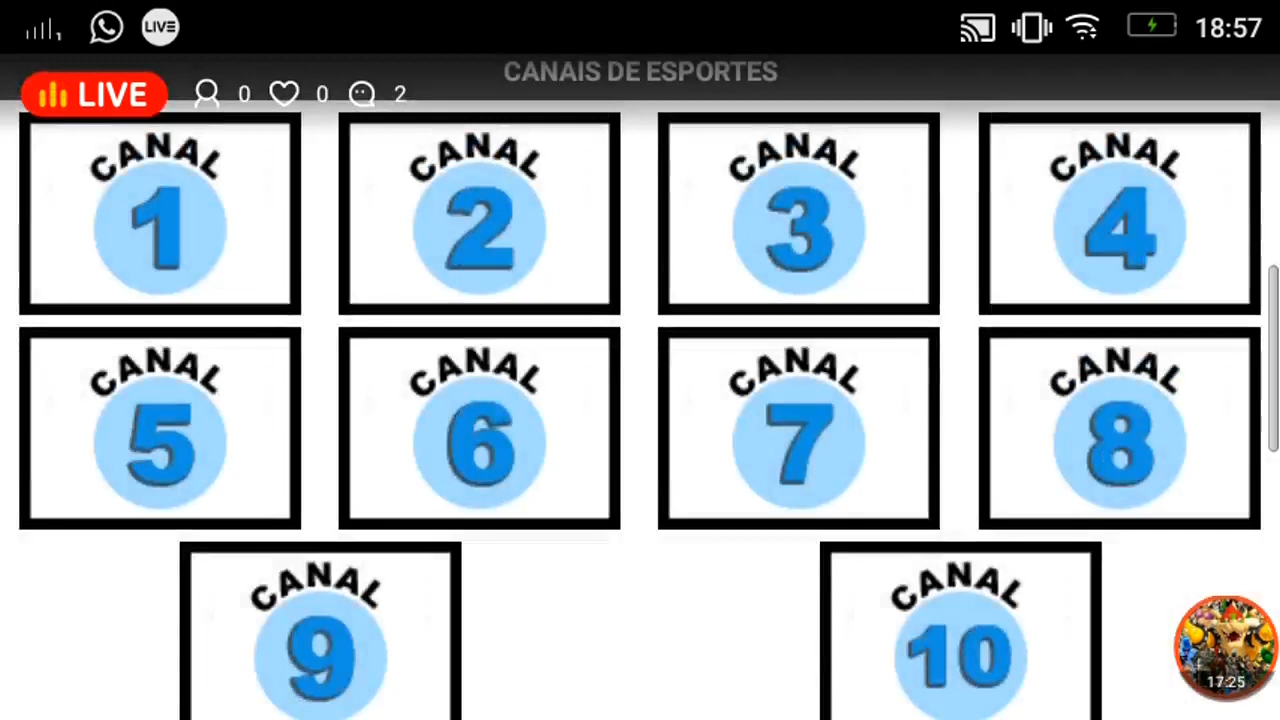 LIVE
18:57
CANAIS DE ESPORTES
LIVE 0 0 2
CANAL 1
CANAL 2
CANAL 3
CANAL 4
CANAL 5
CANAL 6
CANAL 7
CANAL 8
CANAL 9
CANAL 10
17:25